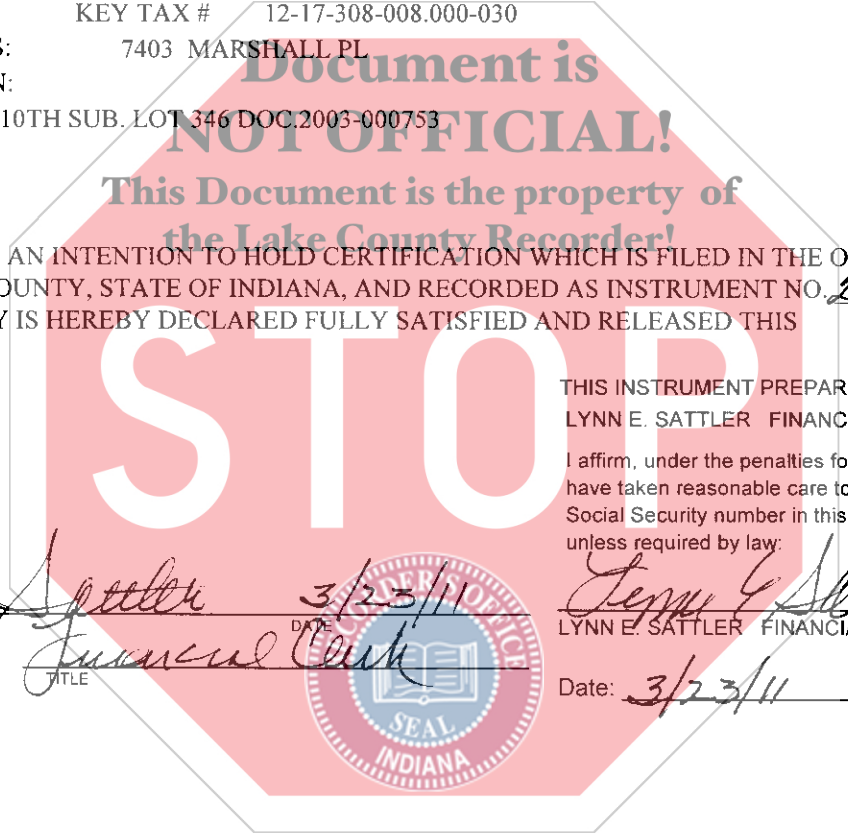 KEY TAX # 12-17-308-008.000-030
S:
7403 MARSHALL PL
N:
10TH SUB. LOT 346 DOC.2003-000753
Document is
NOT OFFICIAL!
This Document is the property of
the Lake County Recorder!
AN INTENTION TO HOLD CERTIFICATION WHICH IS FILED IN THE O
OUNTY, STATE OF INDIANA, AND RECORDED AS INSTRUMENT NO. 2
Y IS HEREBY DECLARED FULLY SATISFIED AND RELEASED THIS
STOP
THIS INSTRUMENT PREPAR
LYNN E. SATTLER FINANC
I affirm, under the penalties fo
have taken reasonable care to
Social Security number in this
unless required by law:
Sattler 3/23/11
DATE
Financial Clerk
TITLE
Lynn E
LYNN E. SATTLER FINANCIA
Date: 3/23/11
RECORDER'S OFFICE
SEAL
INDIANA